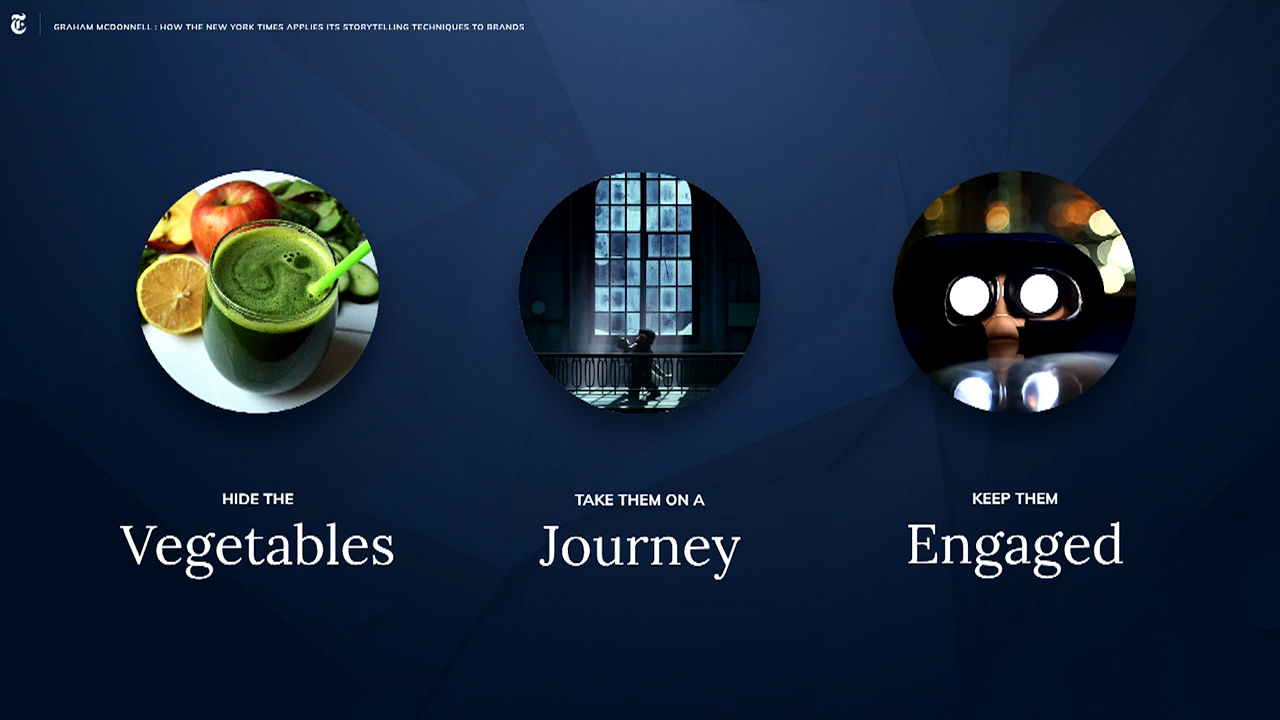 GRAHAM MCDONNELL : HOW THE NEW YORK TIMES APPLIES ITS STORYTELLING TECHNIQUES TO BRANDS
HIDE THE
Vegetables
TAKE THEM ON A
Journey
KEEP THEM
Engaged